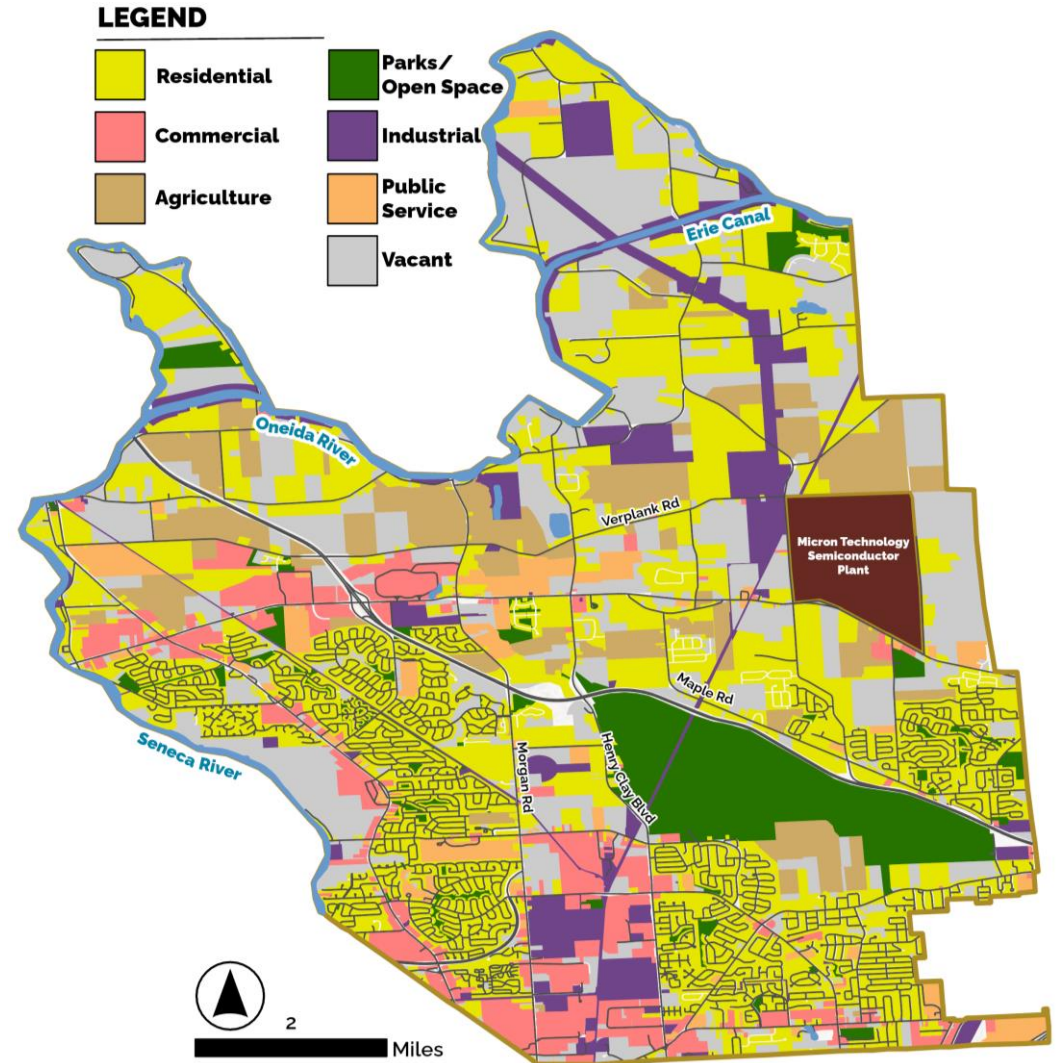 LEGEND
Residential
Commercial
Agriculture
Parks/
Open Space
Industrial
Public
Service
Vacant
Erie Canal
Oneida River
Verplank Rd
Micron Technology
Semiconductor
Plant
Maple Rd
Seneca River
Morgan Rd
Henry Clay Blvd
2
Miles